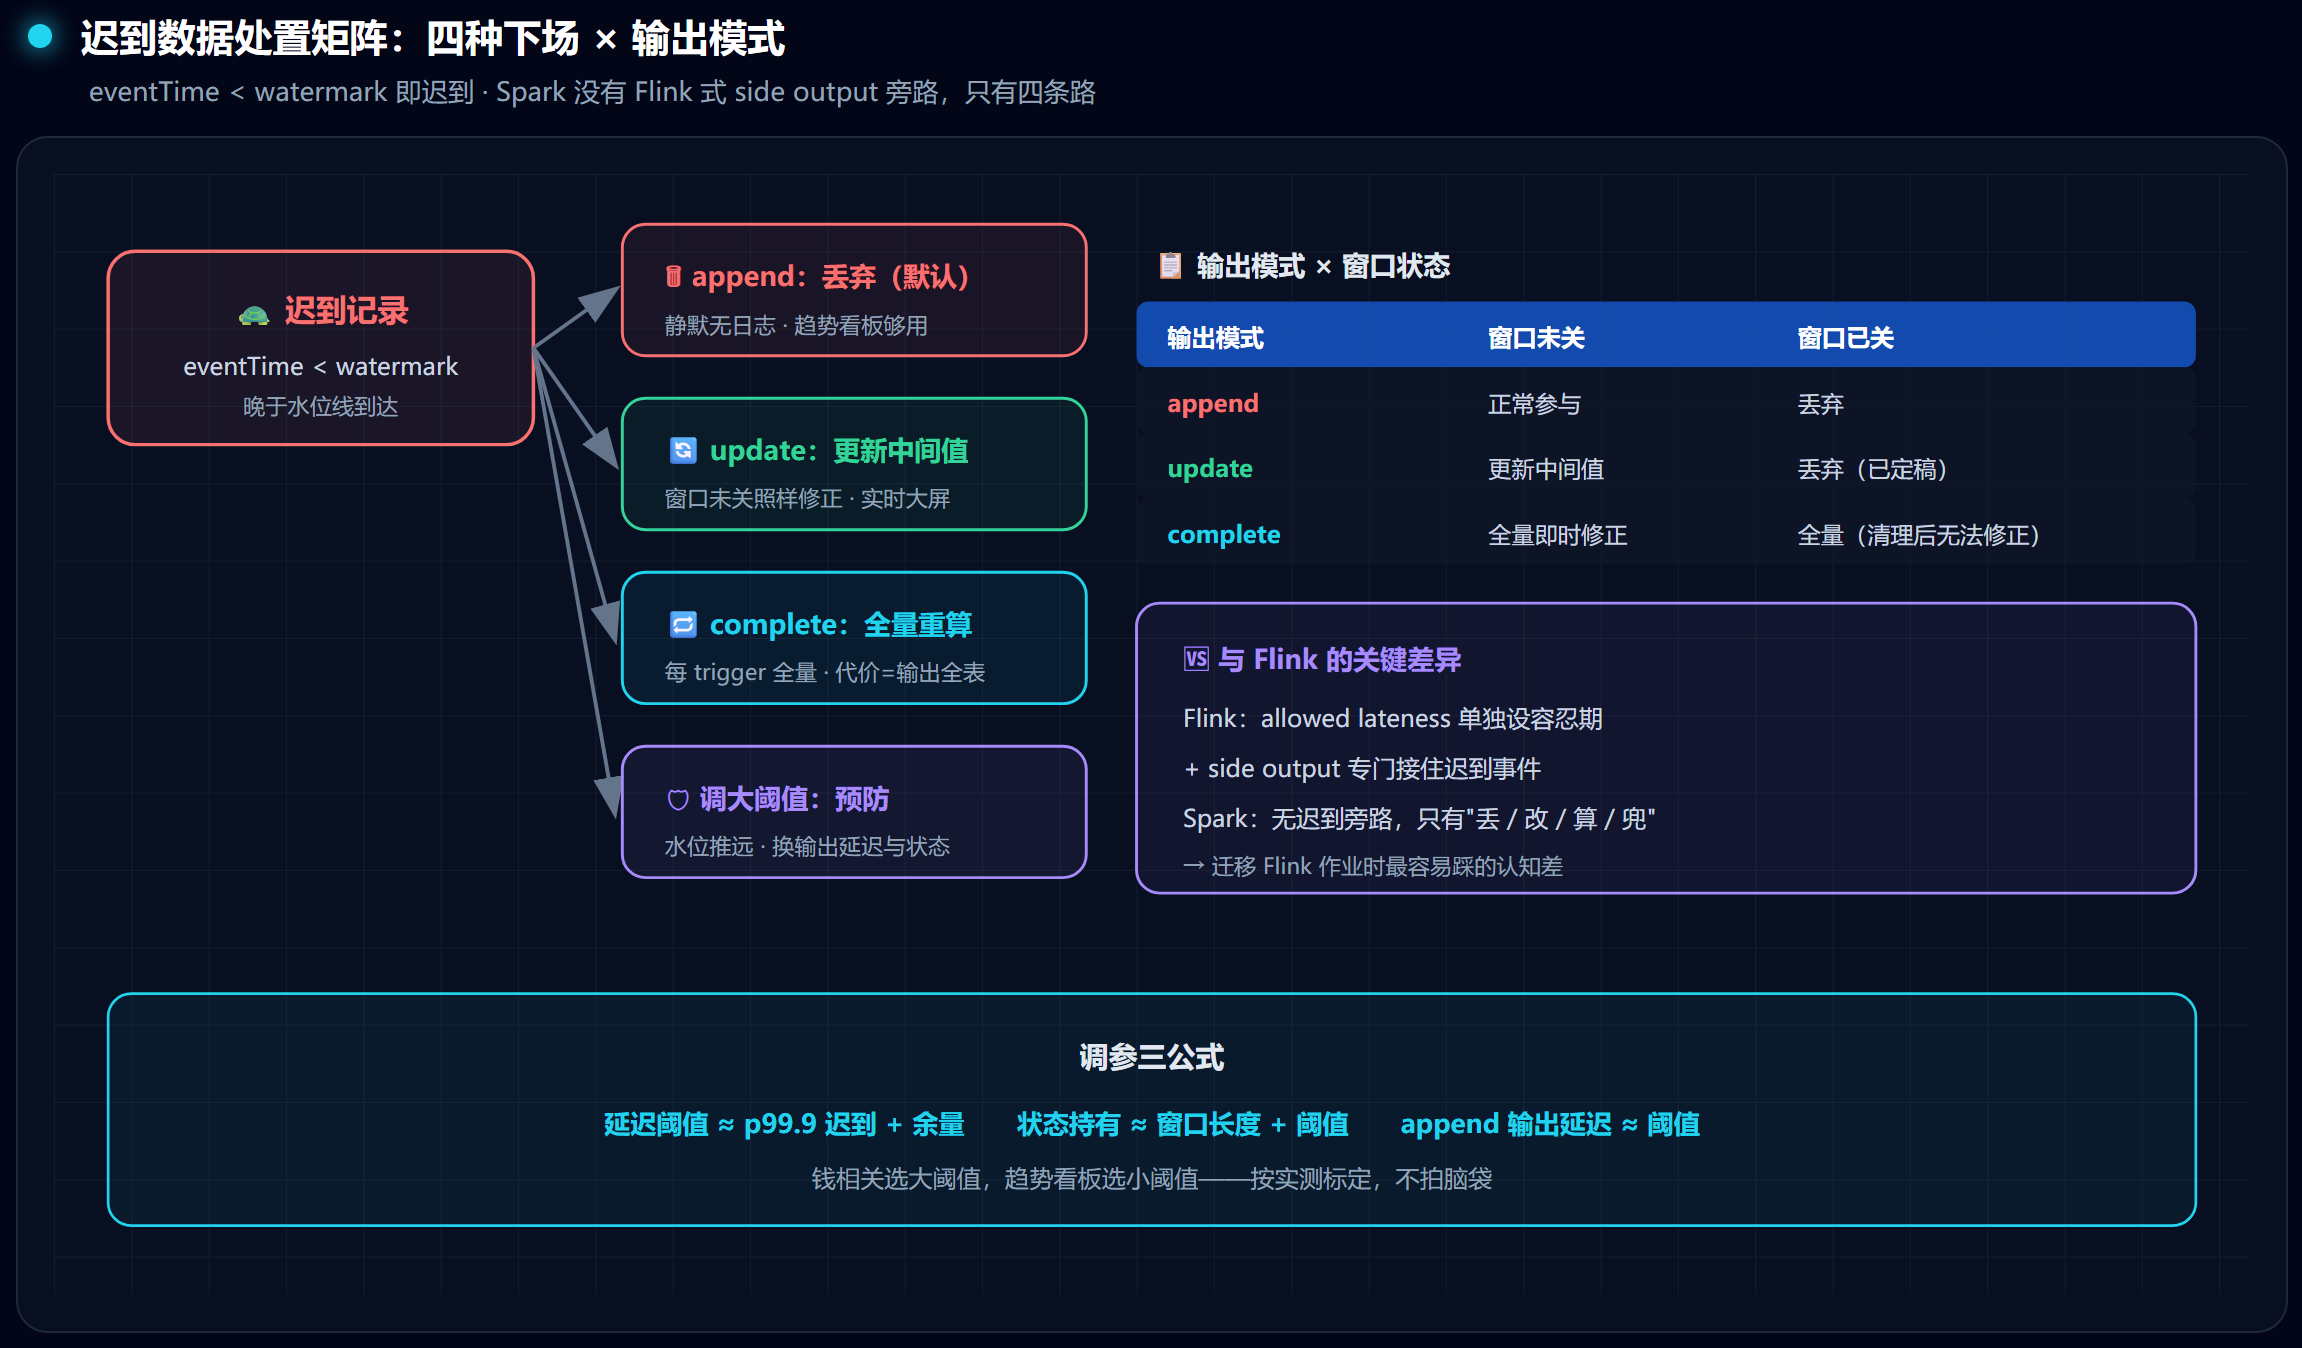 迟到数据处置矩阵：四种下场 × 输出模式
eventTime < watermark 即迟到 · Spark 没有 Flink 式 side output 旁路，只有四条路
🐢 迟到记录
eventTime < watermark
晚于水位线到达
🗑 append：丢弃（默认）
静默无日志 · 趋势看板够用
🔄 update：更新中间值
窗口未关照样修正 · 实时大屏
🔁 complete：全量重算
每 trigger 全量 · 代价=输出全表
🛡 调大阈值：预防
水位推远 · 换输出延迟与状态
📋 输出模式 × 窗口状态
输出模式 窗口未关 窗口已关
append 正常参与 丢弃
update 更新中间值 丢弃（已定稿）
complete 全量即时修正 全量（清理后无法修正）
🆚 与 Flink 的关键差异
Flink：allowed lateness 单独设容忍期
+ side output 专门接住迟到事件
Spark：无迟到旁路，只有"丢 / 改 / 算 / 兜"
→ 迁移 Flink 作业时最容易踩的认知差
调参三公式
延迟阈值 ≈ p99.9 迟到 + 余量 状态持有 ≈ 窗口长度 + 阈值 append 输出延迟 ≈ 阈值
钱相关选大阈值，趋势看板选小阈值——按实测标定，不拍脑袋